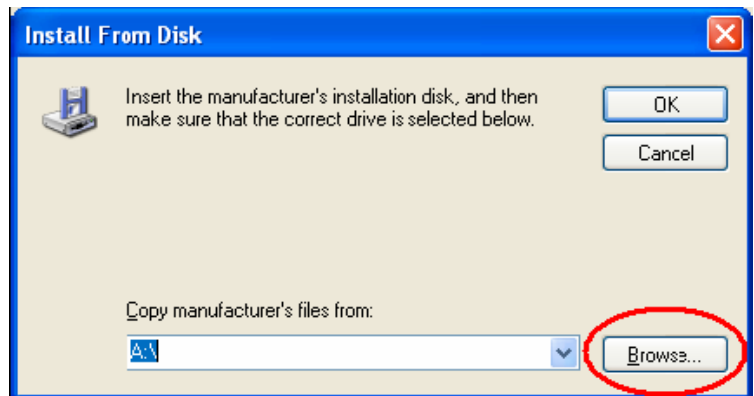 Install From Disk
Insert the manufacturer's installation disk, and then
make sure that the correct drive is selected below.
OK
Cancel
Copy manufacturer's files from:
A:\
Browse...